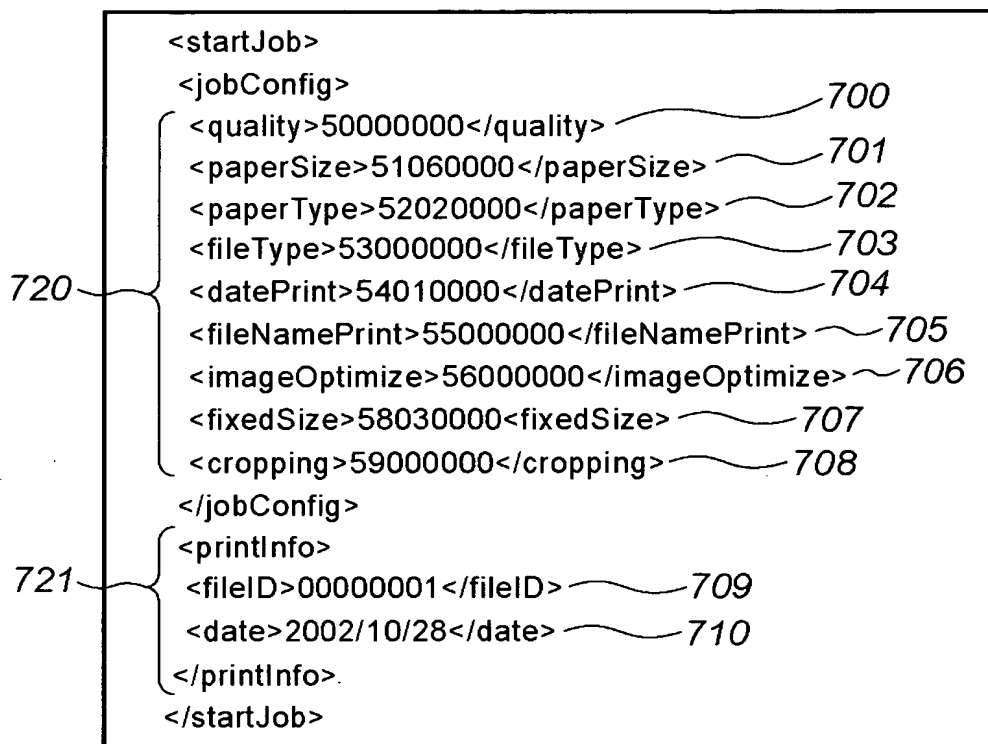 <startJob>
<jobConfig>
<quality>50000000</quality> 700
<paperSize>51060000</paperSize> 701
<paperType>52020000</paperType> 702
<fileType>53000000</fileType> 703
720 <datePrint>54010000</datePrint> 704
<fileNamePrint>55000000</fileNamePrint> 705
<imageOptimize>56000000</imageOptimize> 706
<fixedSize>58030000<fixedSize> 707
<cropping>59000000</cropping> 708
</jobConfig>
<printInfo>
721 <fileID>00000001</fileID> 709
<date>2002/10/28</date> 710
</printInfo>
</startJob>